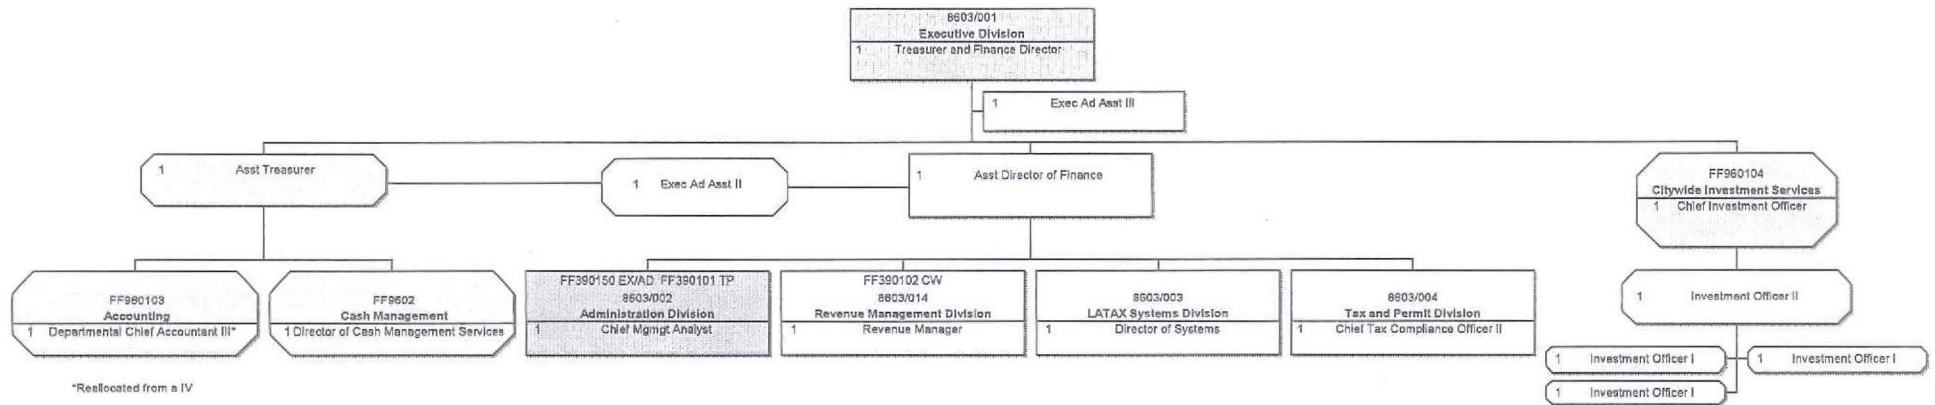 8603/001
Executive Division
1 Treasurer and Finance Director
1 Exec Ad Asst III
1 Asst Treasurer
1 Exec Ad Asst II
1 Asst Director of Finance
FF960104
Citywide Investment Services
1 Chief Investment Officer
FF960103
Accounting
1 Departmental Chief Accountant III*
FF9602
Cash Management
1 Director of Cash Management Services
FF390150 EX/AD FF390101 TP
8603/002
Administration Division
1 Chief Mgmgt Analyst
FF390102 CW
8603/014
Revenue Management Division
1 Revenue Manager
8603/003
LATAX Systems Division
1 Director of Systems
8603/004
Tax and Permit Division
1 Chief Tax Compliance Officer II
1 Investment Officer II
1 Investment Officer I
1 Investment Officer I
1 Investment Officer I
*Reallocated from a IV